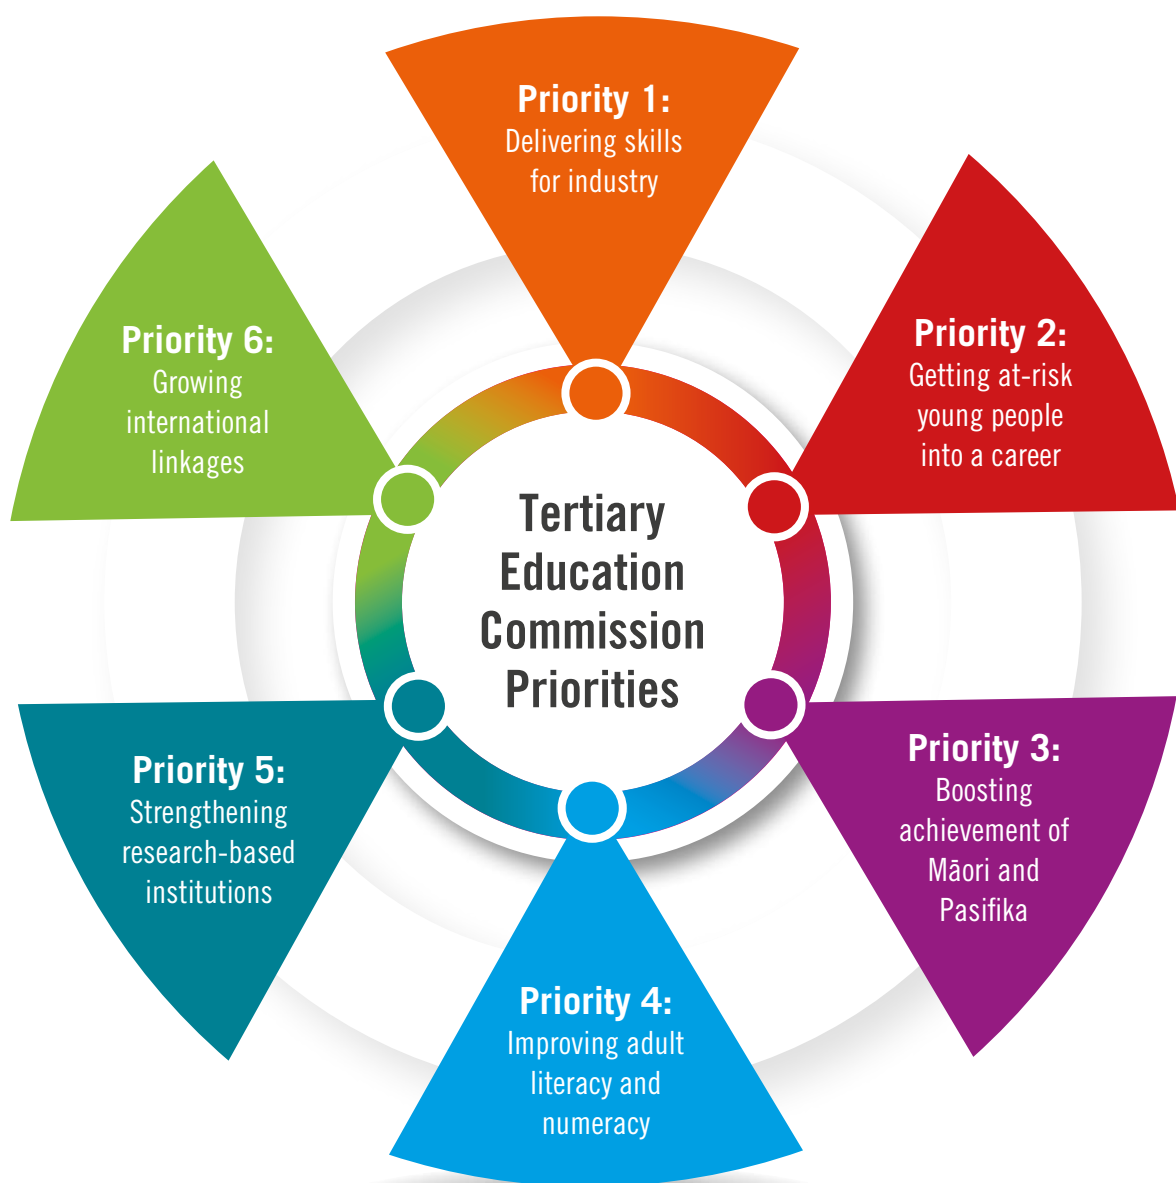 Priority 1:
Delivering skills
for industry
Priority 2:
Getting at-risk
young people
into a career
Priority 3:
Boosting
achievement of
Māori and
Pasifika
Priority 4:
Improving adult
literacy and
numeracy
Priority 5:
Strengthening
research-based
institutions
Priority 6:
Growing
international
linkages
Tertiary
Education
Commission
Priorities